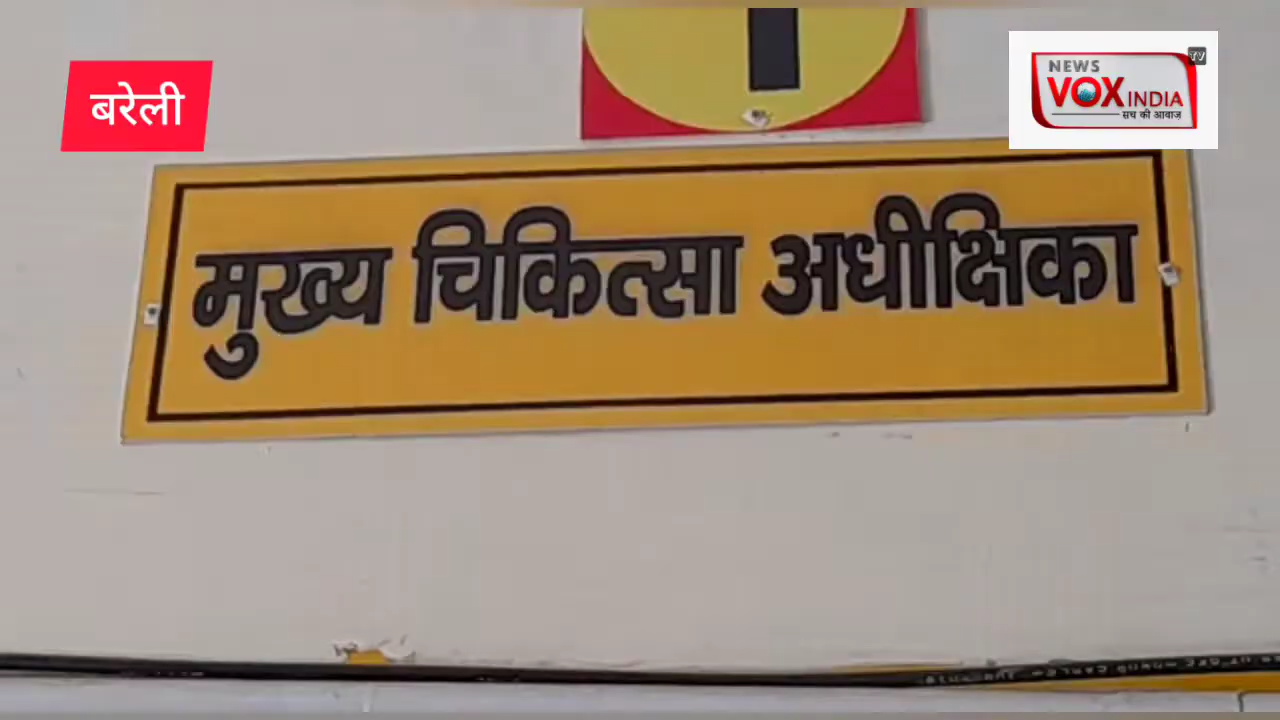 बरेली
NEWS
TV
VOX INDIA
सच की आवाज
मुख्य चिकित्सा अधीक्षिका